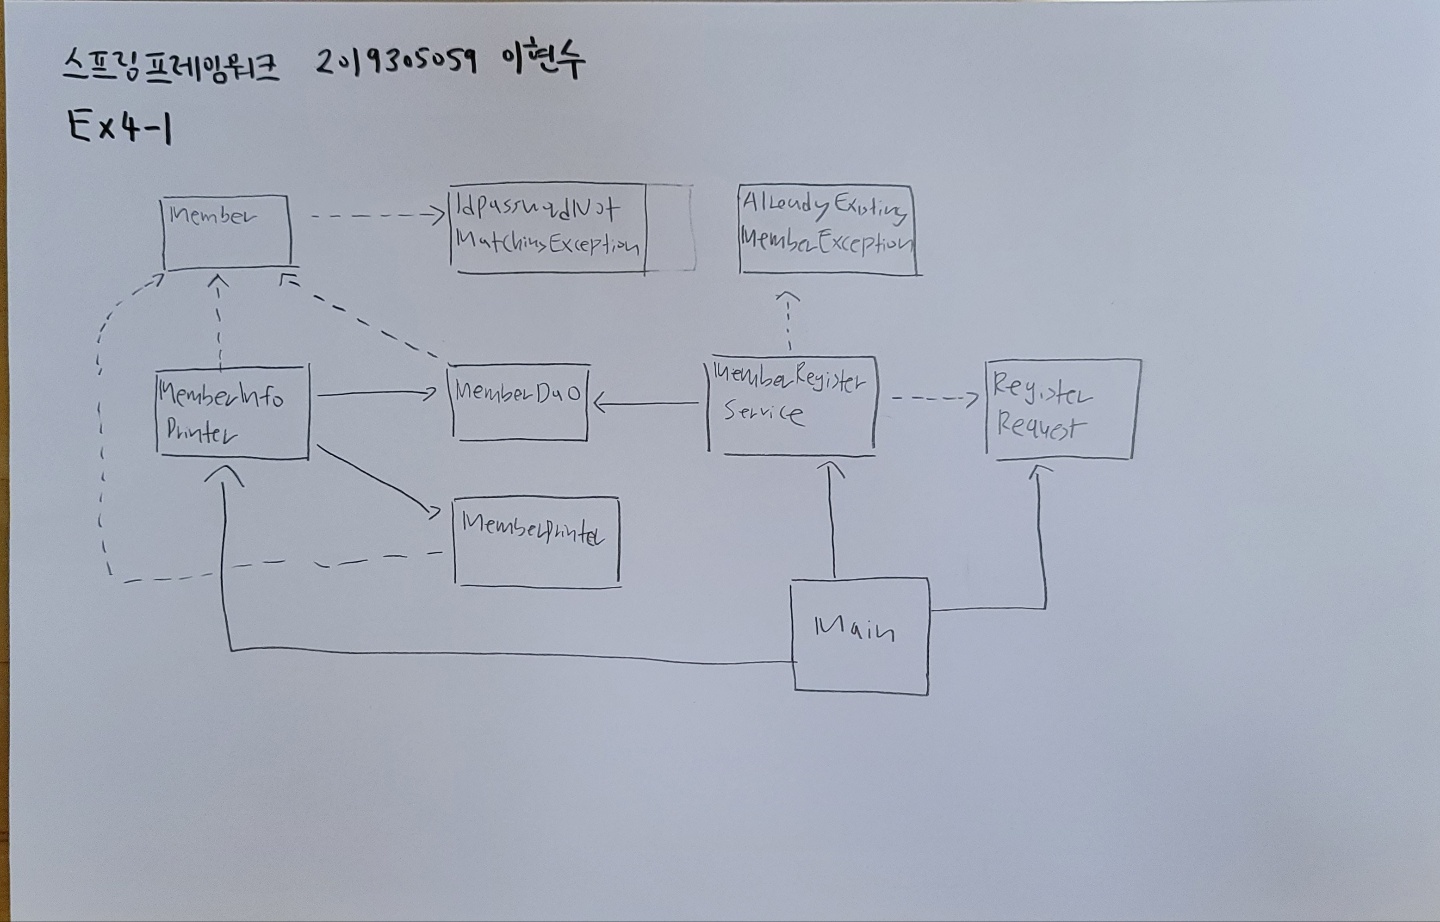 스프링프레임워크 2019305059 이현수
Ex4-1
Member
IdPasswordNot
MatchingException
AlreadyExisting
MemberException
MemberInfo
Printer
MemberDaO
MemberRegister
Service
Register
Request
MemberPrinter
Main